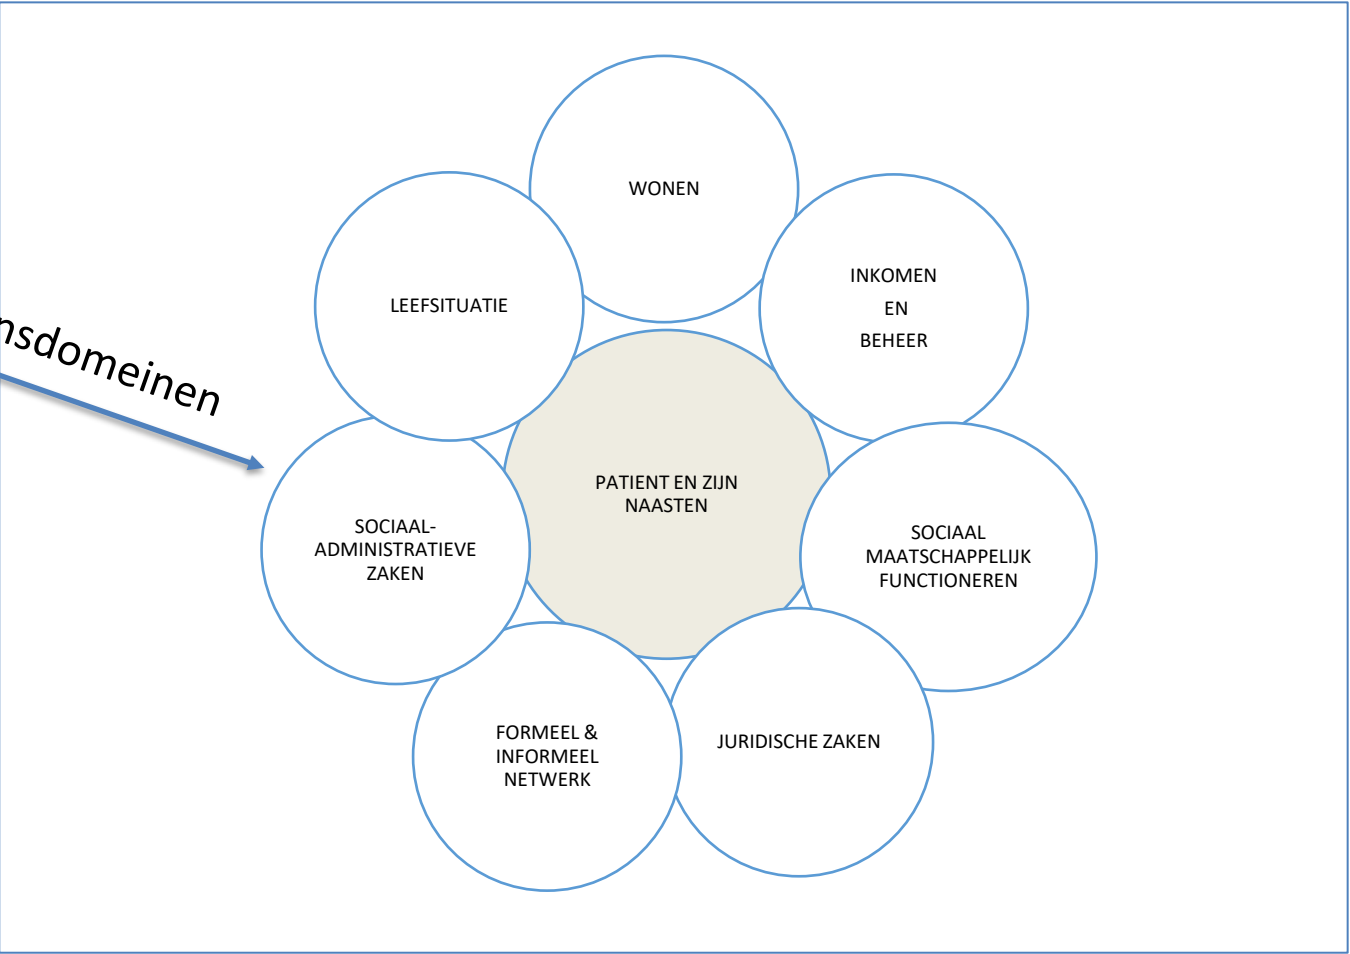 WONEN
INKOMEN
EN
BEHEER
LEEFSITUATIE
nsdomeinen
PATIENT EN ZIJN
NAASTEN
SOCIAAL-
ADMINISTRATIEVE
ZAKEN
SOCIAAL
MAATSCHAPPELIJK
FUNCTIONEREN
FORMEEL &
INFORMEEL
NETWERK
JURIDISCHE ZAKEN